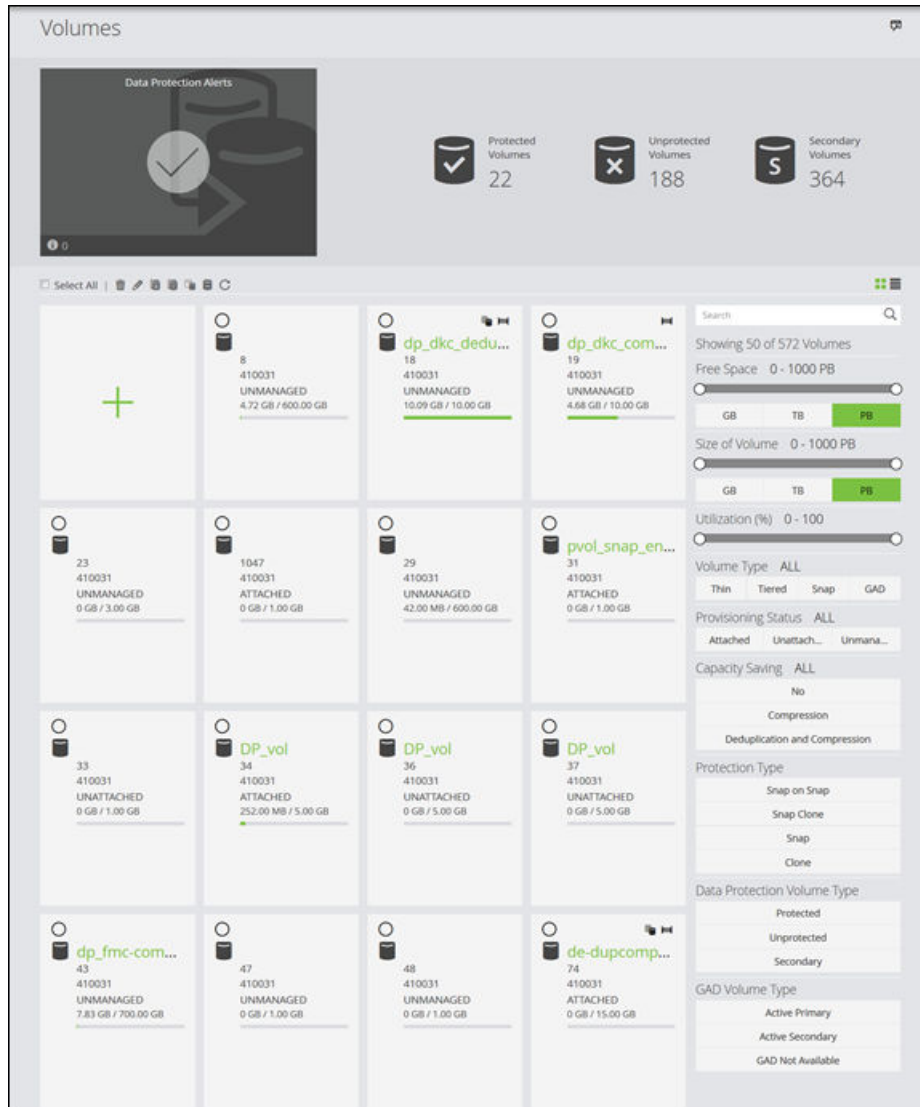 Volumes
Data Protection Alerts
0
Protected
Volumes
22
Unprotected
Volumes
188
S
Secondary
Volumes
364
Select All |
8
410031
UNMANAGED
4.72 GB / 600.00 GB
dp_dkc_dedu...
18
410031
UNMANAGED
10.09 GB / 10.00 GB
dp_dkc_com...
19
410031
UNMANAGED
4.68 GB / 10.00 GB
23
410031
UNMANAGED
0 GB / 3.00 GB
1047
410031
ATTACHED
0 GB / 1.00 GB
29
410031
UNMANAGED
42.00 MB / 600.00 GB
pvol_snap_en...
31
410031
ATTACHED
0 GB / 1.00 GB
33
410031
UNATTACHED
0 GB / 1.00 GB
DP_vol
34
410031
ATTACHED
252.00 MB / 5.00 GB
DP_vol
36
410031
UNATTACHED
0 GB / 5.00 GB
DP_vol
37
410031
UNATTACHED
0 GB / 5.00 GB
dp_fmc-com...
43
410031
UNMANAGED
7.83 GB / 700.00 GB
47
410031
UNMANAGED
0 GB / 1.00 GB
48
410031
UNMANAGED
0 GB / 1.00 GB
de-dupcomp...
74
410031
ATTACHED
0 GB / 15.00 GB
Search
Showing 50 of 572 Volumes
Free Space 0 - 1000 PB
GB TB PB
Size of Volume 0 - 1000 PB
GB TB PB
Utilization (%) 0 - 100
Volume Type ALL
Thin Tiered Snap GAD
Provisioning Status ALL
Attached Unattach... Unmana...
Capacity Saving ALL
No
Compression
Deduplication and Compression
Protection Type
Snap on Snap
Snap Clone
Snap
Clone
Data Protection Volume Type
Protected
Unprotected
Secondary
GAD Volume Type
Active Primary
Active Secondary
GAD Not Available